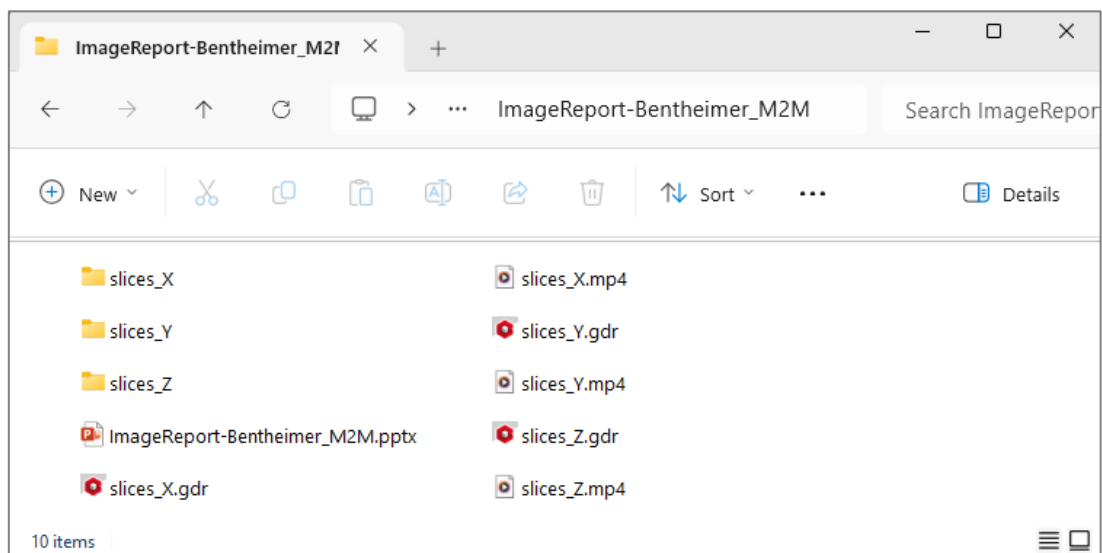 ImageReport-Bentheimer_M2M
ImageReport-Bentheimer_M2M
Search ImageRepor
New
Sort
Details
slices_X
slices_Y
slices_Z
ImageReport-Bentheimer_M2M.pptx
slices_X.gdr
slices_X.mp4
slices_Y.gdr
slices_Y.mp4
slices_Z.gdr
slices_Z.mp4
10 items